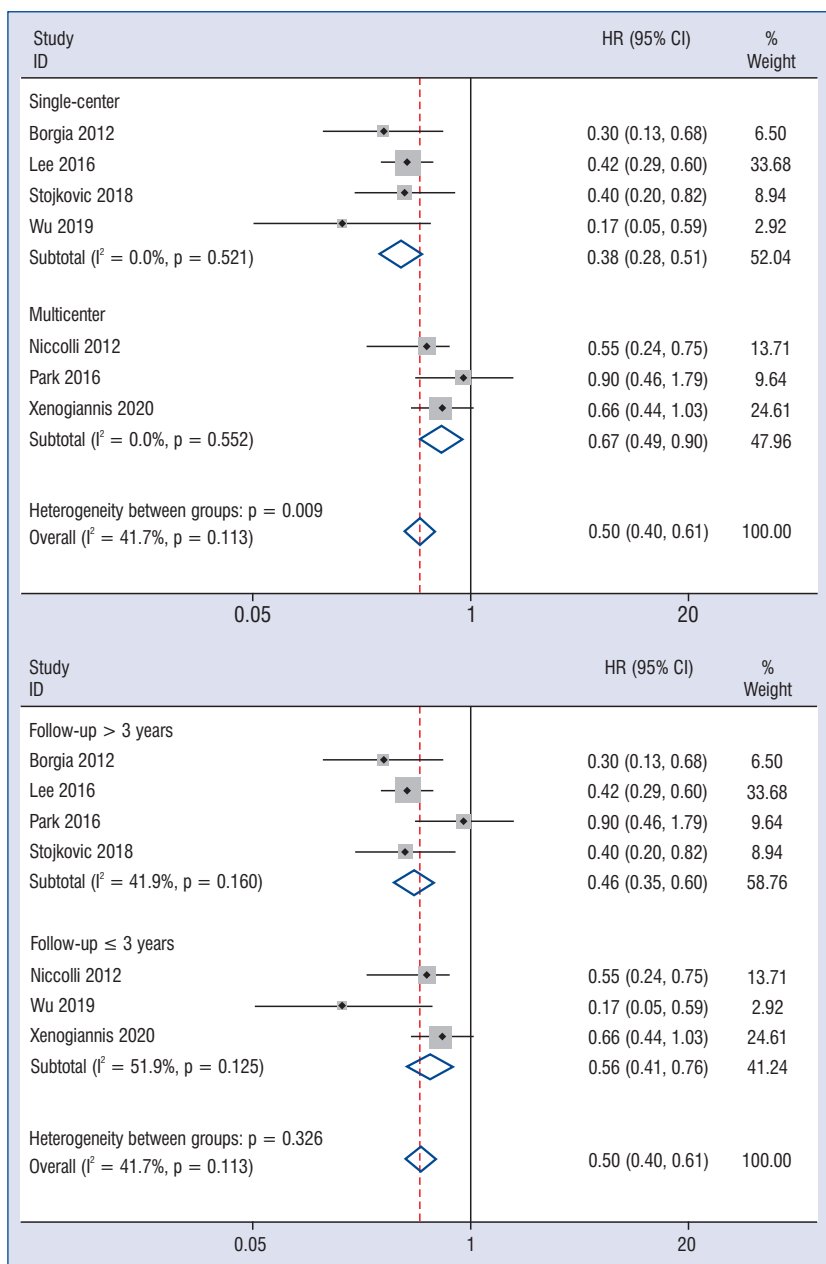 Study HR (95% CI) %
ID Weight
Single-center
Borgia 2012 0.30 (0.13, 0.68) 6.50
Lee 2016 0.42 (0.29, 0.60) 33.68
Stojkovic 2018 0.40 (0.20, 0.82) 8.94
Wu 2019 0.17 (0.05, 0.59) 2.92
Subtotal (I² = 0.0%, p = 0.521) 0.38 (0.28, 0.51) 52.04
Multicenter
Niccolli 2012 0.55 (0.24, 0.75) 13.71
Park 2016 0.90 (0.46, 1.79) 9.64
Xenogiannis 2020 0.66 (0.44, 1.03) 24.61
Subtotal (I² = 0.0%, p = 0.552) 0.67 (0.49, 0.90) 47.96
Heterogeneity between groups: p = 0.009
Overall (I² = 41.7%, p = 0.113) 0.50 (0.40, 0.61) 100.00
0.05 1 20
Study HR (95% CI) %
ID Weight
Follow-up > 3 years
Borgia 2012 0.30 (0.13, 0.68) 6.50
Lee 2016 0.42 (0.29, 0.60) 33.68
Park 2016 0.90 (0.46, 1.79) 9.64
Stojkovic 2018 0.40 (0.20, 0.82) 8.94
Subtotal (I² = 41.9%, p = 0.160) 0.46 (0.35, 0.60) 58.76
Follow-up ≤ 3 years
Niccolli 2012 0.55 (0.24, 0.75) 13.71
Wu 2019 0.17 (0.05, 0.59) 2.92
Xenogiannis 2020 0.66 (0.44, 1.03) 24.61
Subtotal (I² = 51.9%, p = 0.125) 0.56 (0.41, 0.76) 41.24
Heterogeneity between groups: p = 0.326
Overall (I² = 41.7%, p = 0.113) 0.50 (0.40, 0.61) 100.00
0.05 1 20